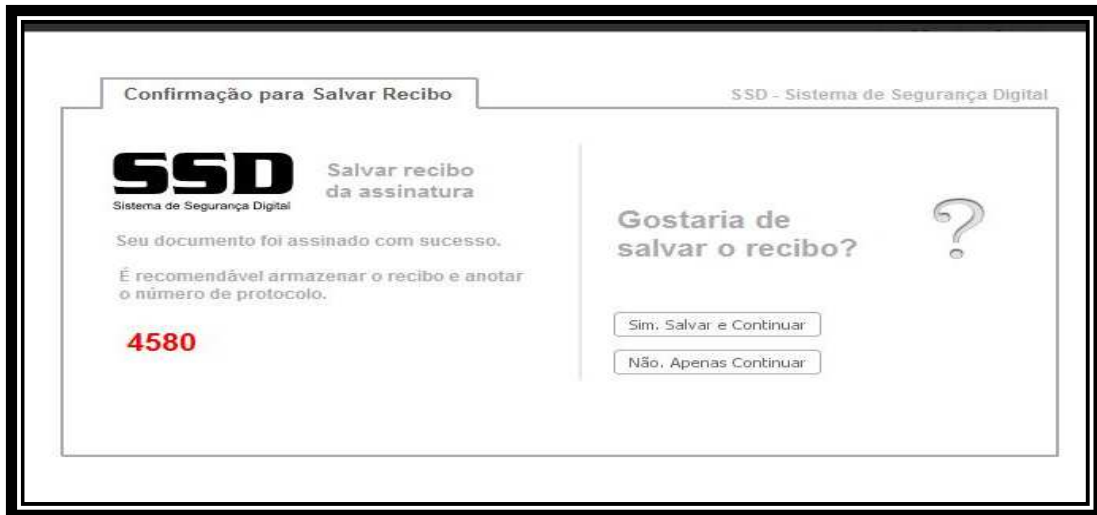 Confirmação para Salvar Recibo
SSD - Sistema de Segurança Digital
SSD
Sistema de Segurança Digital
Salvar recibo
da assinatura
Seu documento foi assinado com sucesso.
É recomendável armazenar o recibo e anotar
o número de protocolo.
4580
Gostaria de
salvar o recibo?
?
Sim. Salvar e Continuar
Não. Apenas Continuar